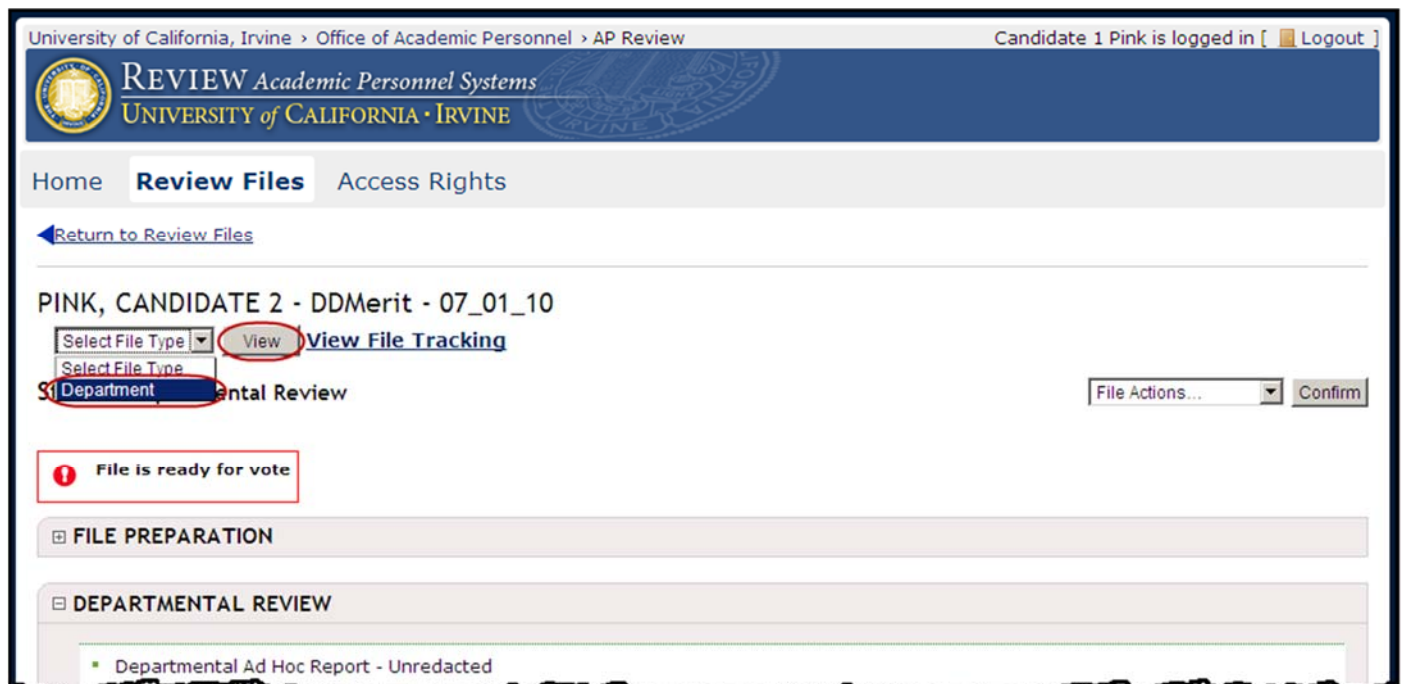 University of California, Irvine › Office of Academic Personnel › AP Review
Candidate 1 Pink is logged in [ Logout ]
REVIEW Academic Personnel Systems
UNIVERSITY of CALIFORNIA · IRVINE
Home Review Files Access Rights
Return to Review Files
PINK, CANDIDATE 2 - DDMerit - 07_01_10
Select File Type View View File Tracking
Select File Type
Department
ental Review
File Actions... Confirm
File is ready for vote
FILE PREPARATION
DEPARTMENTAL REVIEW
Departmental Ad Hoc Report - Unredacted